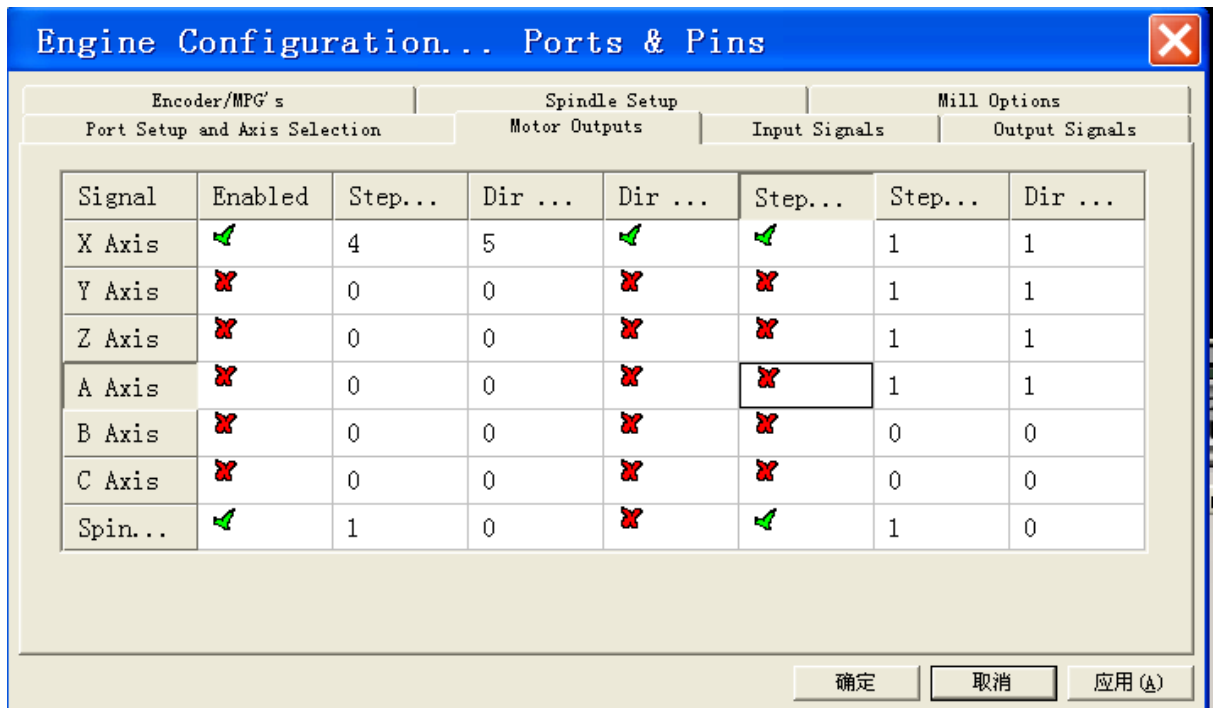 Engine Configuration... Ports & Pins
Encoder/MPG's Spindle Setup Mill Options
Port Setup and Axis Selection Motor Outputs Input Signals Output Signals
Signal Enabled Step... Dir ... Dir ... Step... Step... Dir ...
X Axis 4 5 1 1
Y Axis 0 0 1 1
Z Axis 0 0 1 1
A Axis 0 0 1 1
B Axis 0 0 0 0
C Axis 0 0 0 0
Spin... 1 0 1 0
确定 取消 应用(A)